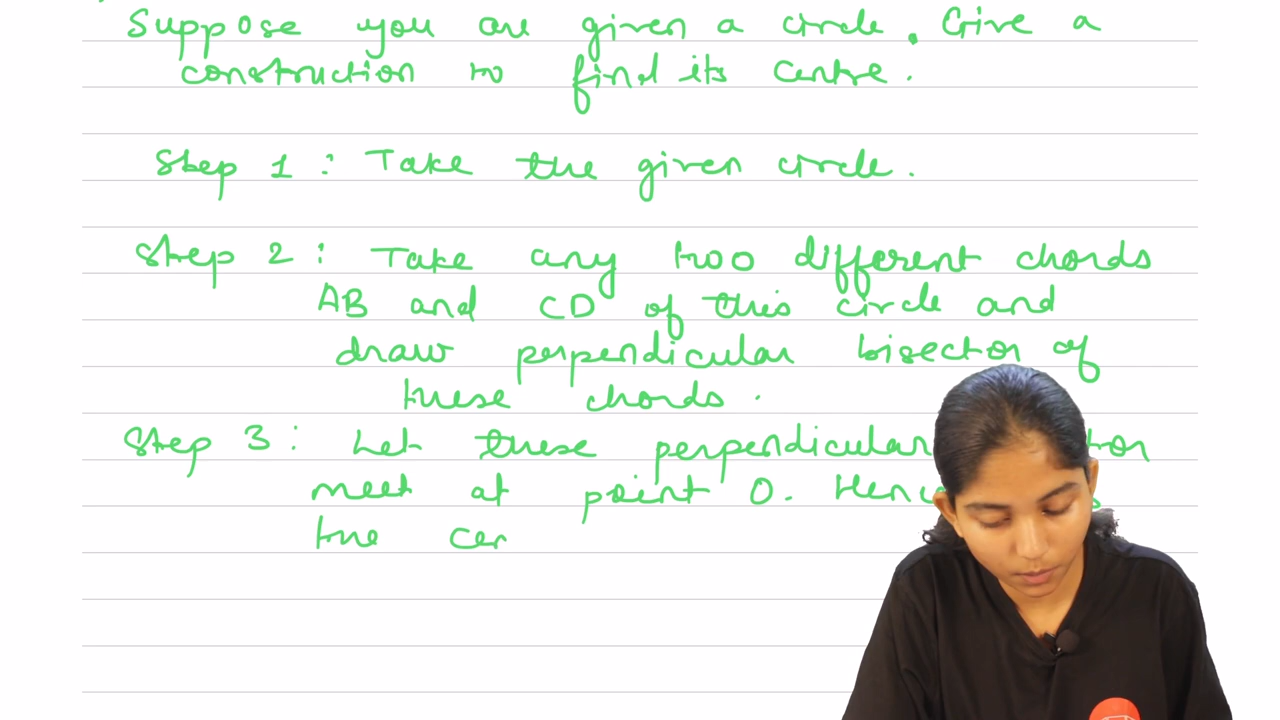 Suppose you are given a circle. Give a
construction to find its centre.
Step 1 : Take the given circle.
Step 2 : Take any two different chords
AB and CD of this circle and
draw perpendicular bisector of
these chords.
Step 3 : Let these perpendicular
meet at point O.
the cen